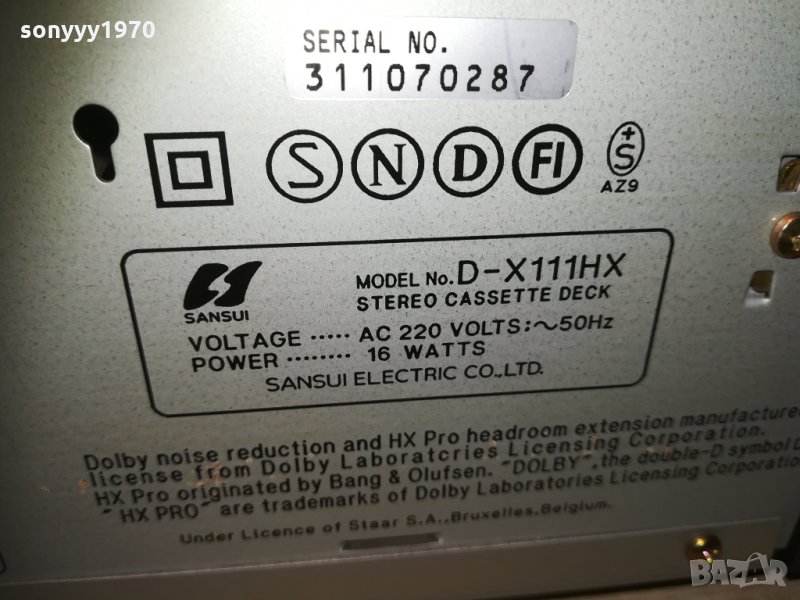 sonyyy1970
SERIAL NO.
311070287
S N D FI +S
AZ9
SANSUI
MODEL No. D-X111HX
STEREO CASSETTE DECK
VOLTAGE ····· AC 220 VOLTS:～50Hz
POWER ········ 16 WATTS
SANSUI ELECTRIC CO.,LTD.
Dolby noise reduction and HX Pro headroom extension manufacture
license from Dolby Laboratcries Licensing Corporation.
HX Pro originated by Bang & Olufsen. "DOLBY", the double-D symbol
"HX PRO" are trademarks of Dolby Laboratories Licensing Corporation
Under Licence of Staar S.A., Bruxelles, Belgium.
BAZAR